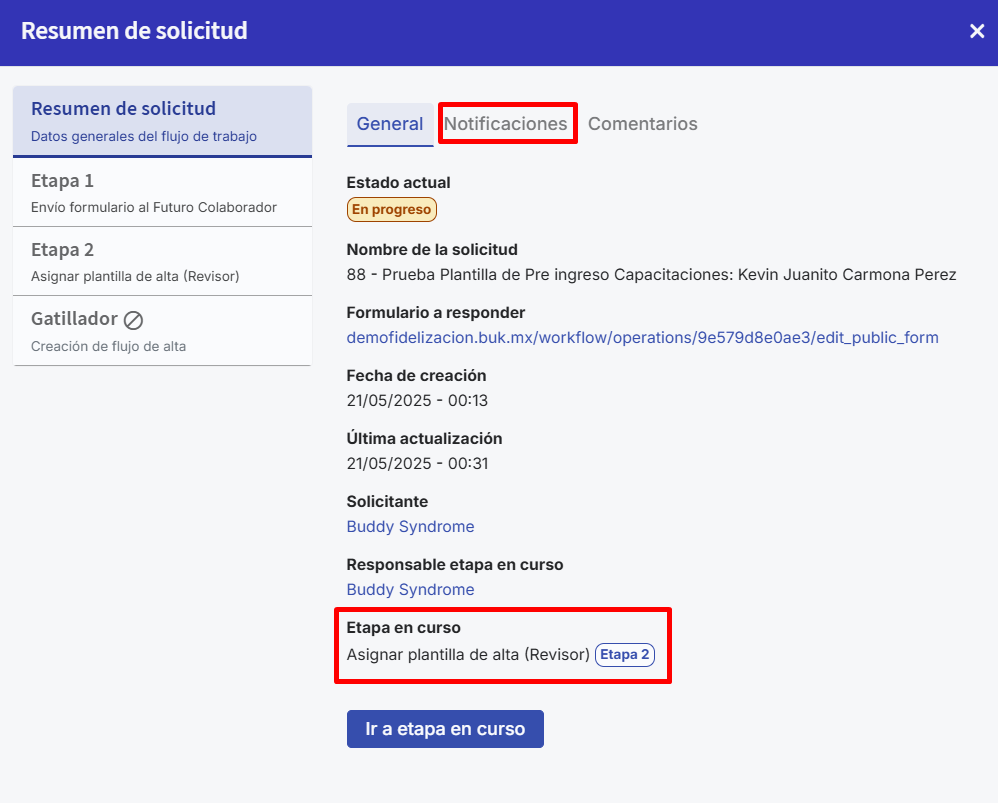 Resumen de solicitud
Resumen de solicitud
Datos generales del flujo de trabajo
Etapa 1
Envío formulario al Futuro Colaborador
Etapa 2
Asignar plantilla de alta (Revisor)
Gatillador
Creación de flujo de alta
General Notificaciones Comentarios
Estado actual
En progreso
Nombre de la solicitud
88 - Prueba Plantilla de Pre ingreso Capacitaciones: Kevin Juanito Carmona Perez
Formulario a responder
demofidelizacion.buk.mx/workflow/operations/9e579d8e0ae3/edit_public_form
Fecha de creación
21/05/2025 - 00:13
Última actualización
21/05/2025 - 00:31
Solicitante
Buddy Syndrome
Responsable etapa en curso
Buddy Syndrome
Etapa en curso
Asignar plantilla de alta (Revisor) Etapa 2
Ir a etapa en curso